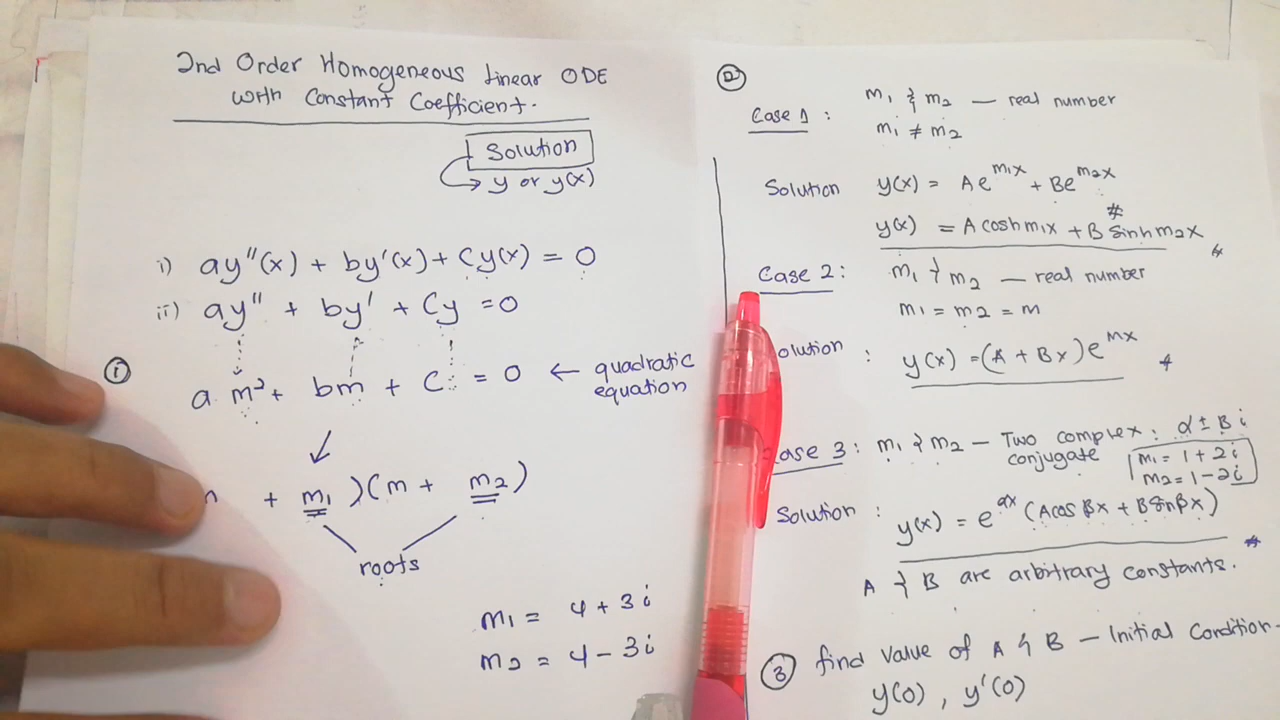 2nd Order Homogeneous Linear ODE
with Constant Coefficient.
Solution
y or y(x)
i) ay''(x) + by'(x) + Cy(x) = 0
ii) ay'' + by' + Cy = 0
① a m² + bm + C = 0 ← quadratic
equation
+ m₁ )(m + m₂)
roots
m₁ = 4 + 3i
m₂ = 4 - 3i
②
Case 1 : m₁ & m₂ — real number
m₁ ≠ m₂
Solution y(x) = Ae^m₁x + Be^m₂x
#
y(x) = A cosh m₁x + B sinh m₂x *
Case 2 : m₁ & m₂ — real number
m₁ = m₂ = m
olution : y(x) = (A + Bx)e^mx *
ase 3 : m₁ & m₂ — Two complex : α ± β i
conjugate
m₁ = 1 + 2i
m₂ = 1 - 2i
Solution : y(x) = e^αx (Acos βx + B sinβx) *
A & B are arbitrary constants.
③ find value of A & B — Initial Condition.
y(0) , y'(0)